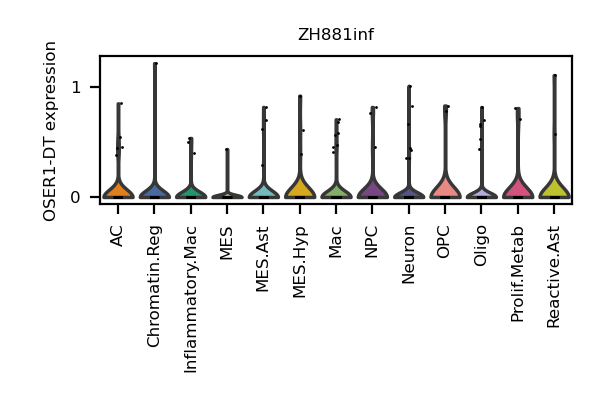 ZH881inf
OSER1-DT expression
1
0
AC
Chromatin.Reg
Inflammatory.Mac
MES
MES.Ast
MES.Hyp
Mac
NPC
Neuron
OPC
Oligo
Prolif.Metab
Reactive.Ast